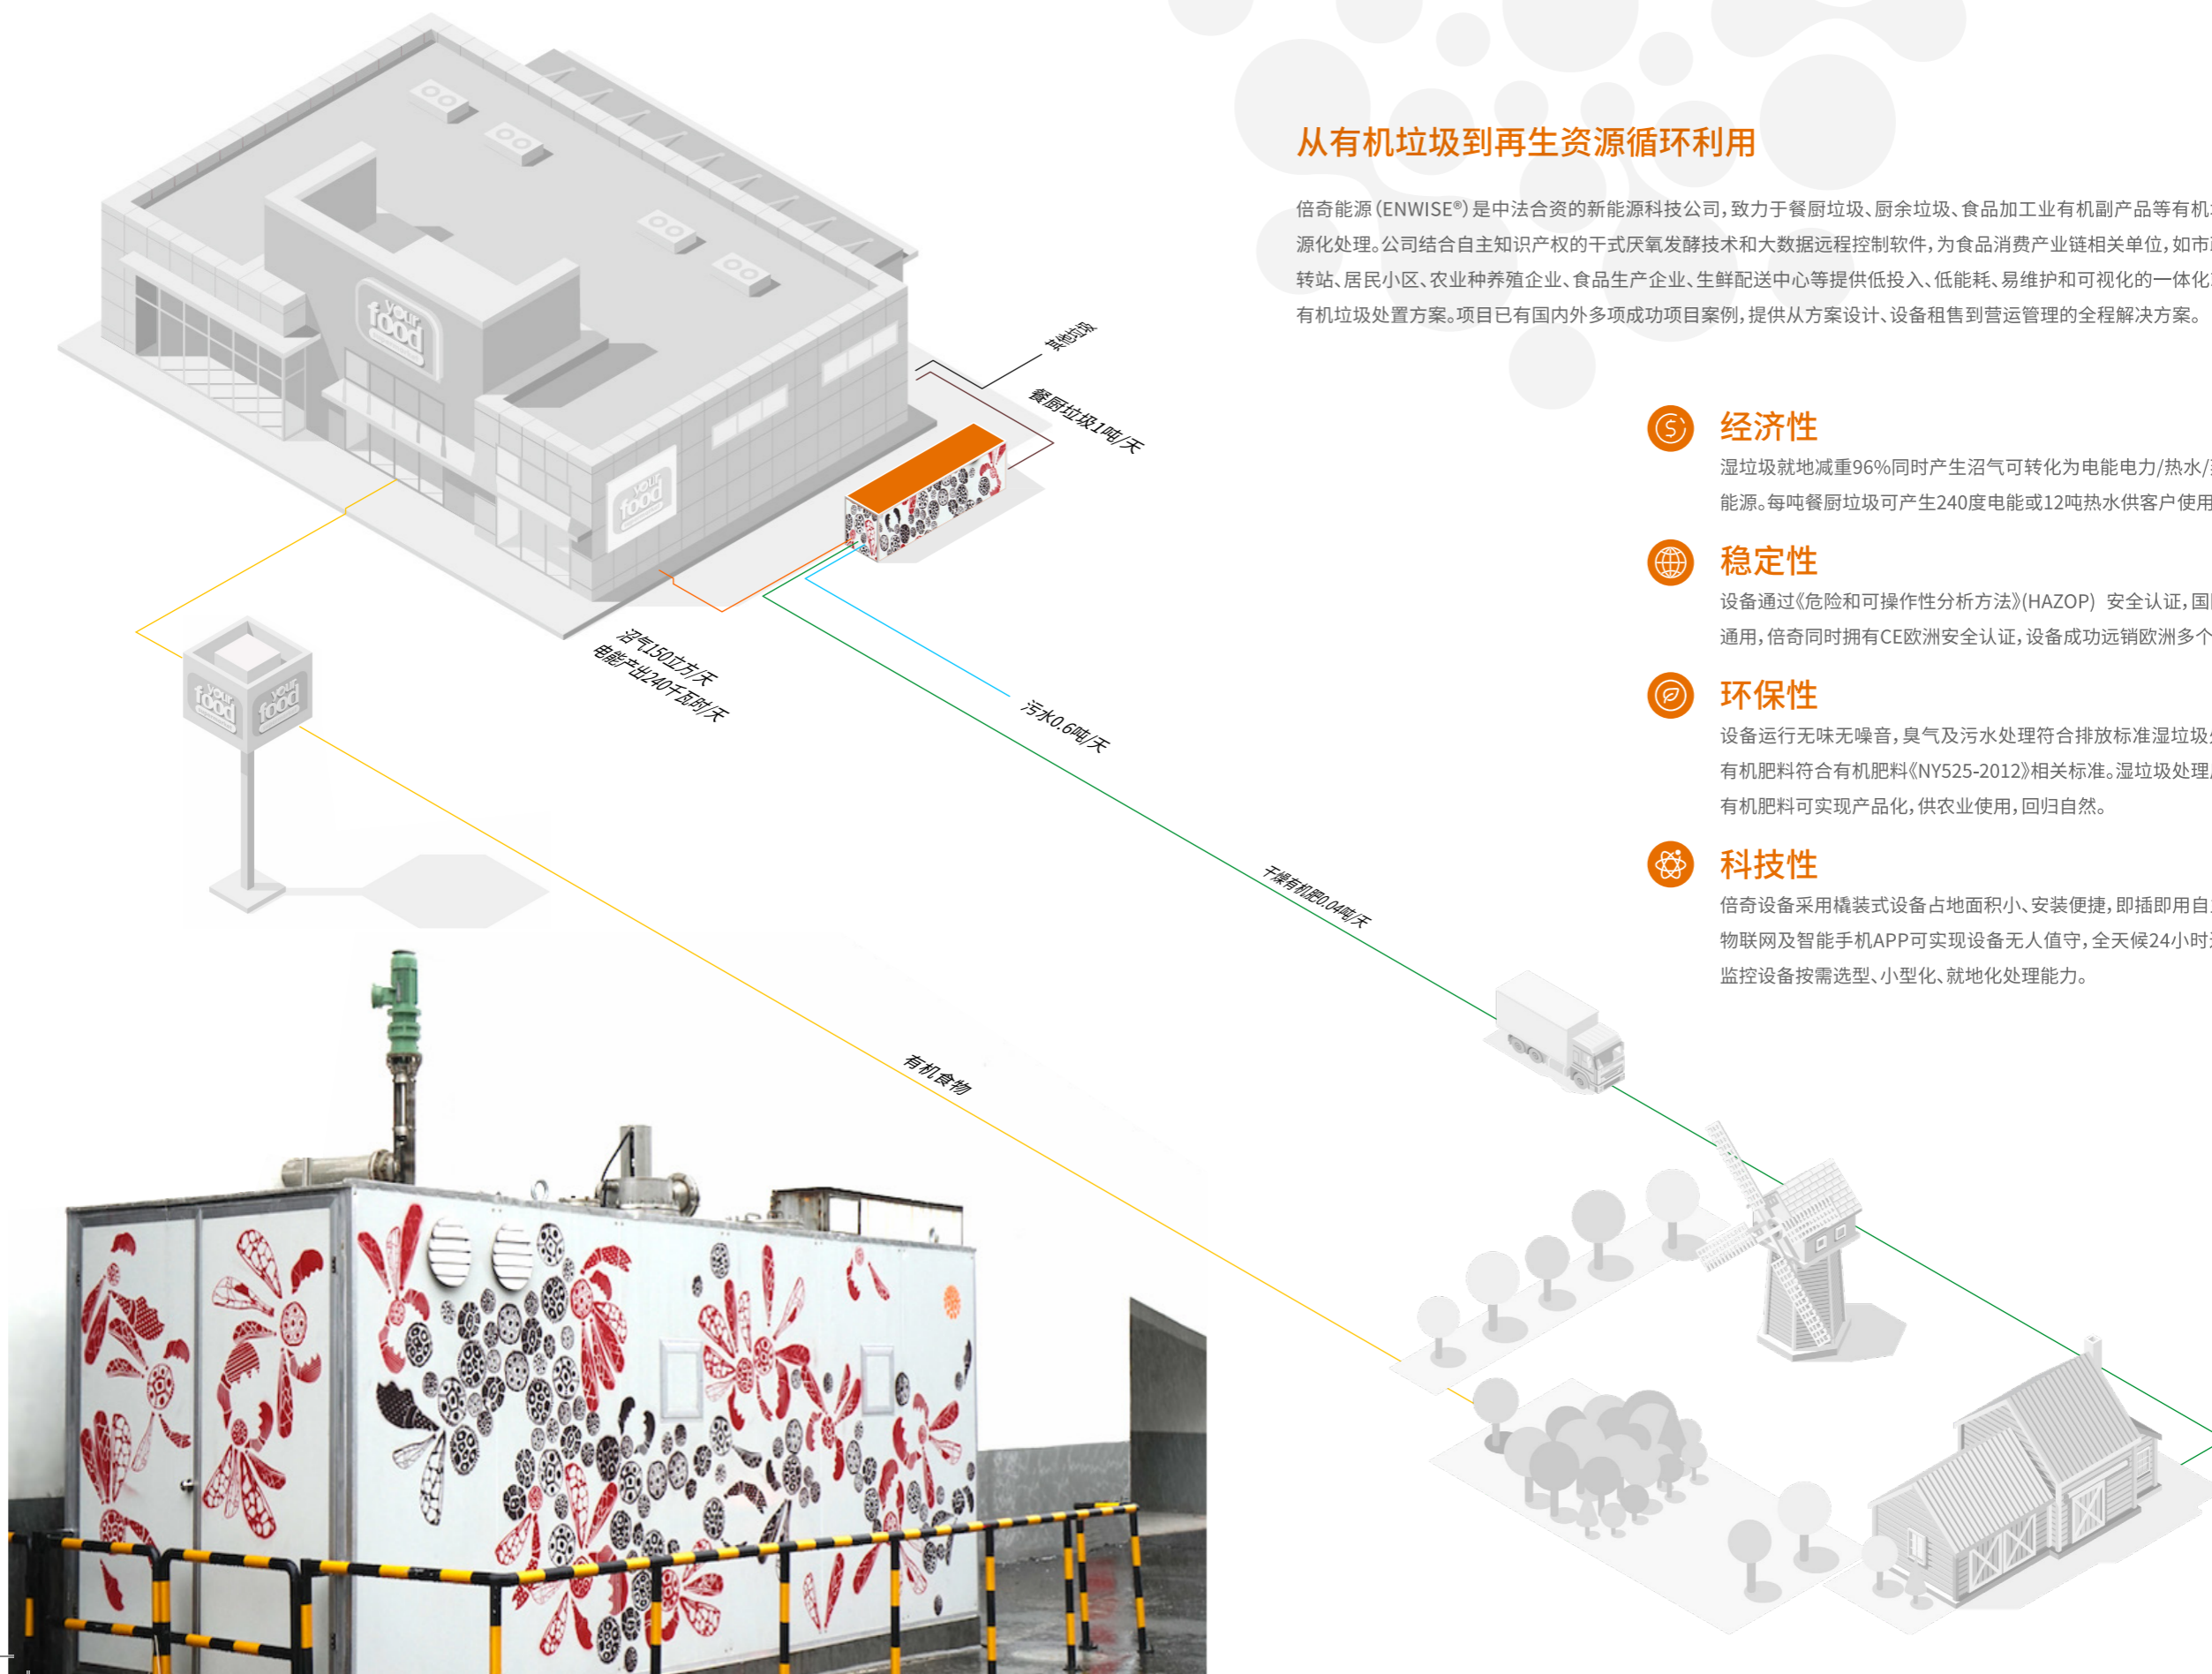 从有机垃圾到再生资源循环利用
倍奇能源(ENWISE®)是中法合资的新能源科技公司,致力于餐厨垃圾、厨余垃圾、食品加工业有机副产品等有机
源化处理。公司结合自主知识产权的干式厌氧发酵技术和大数据远程控制软件,为食品消费产业链相关单位,如市
转站、居民小区、农业种养殖企业、食品生产企业、生鲜配送中心等提供低投入、低能耗、易维护和可视化的一体化
有机垃圾处置方案。项目已有国内外多项成功项目案例,提供从方案设计、设备租售到营运管理的全程解决方案。
经济性
湿垃圾就地减重96%同时产生沼气可转化为电能电力/热水/
能源。每吨餐厨垃圾可产生240度电能或12吨热水供客户使用
稳定性
设备通过《危险和可操作性分析方法》(HAZOP) 安全认证,国
通用,倍奇同时拥有CE欧洲安全认证,设备成功远销欧洲多个
环保性
设备运行无味无噪音,臭气及污水处理符合排放标准湿垃圾
有机肥料符合有机肥料《NY525-2012》相关标准。湿垃圾处理
有机肥料可实现产品化,供农业使用,回归自然。
科技性
倍奇设备采用橇装式设备占地面积小、安装便捷,即插即用自
物联网及智能手机APP可实现设备无人值守,全天候24小时
监控设备按需选型、小型化、就地化处理能力。
餐厨垃圾1吨/天
沼气150立方/天
电能产出240千瓦时/天
污水0.6吨/天
干燥有机肥0.04吨/天
有机食物
your
food
your
food
your
food
your
food